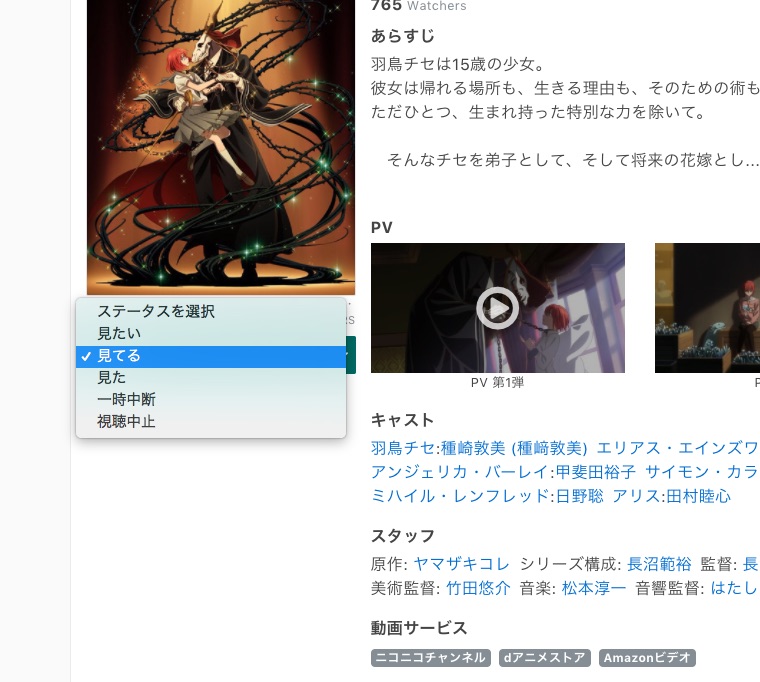 765 Watchers
あらすじ
羽鳥チセは15歳の少女。
彼女は帰れる場所も、生きる理由も、そのための術も
ただひとつ、生まれ持った特別な力を除いて。
そんなチセを弟子として、そして将来の花嫁とし...
PV
PV 第1弾
P
RS
ステータスを選択
見たい
✓ 見てる
見た
一時中断
視聴中止
キャスト
羽鳥チセ:種崎敦美 (種﨑敦美) エリアス・エインズワ
アンジェリカ・バーレイ:甲斐田裕子 サイモン・カラ
ミハイル・レンフレッド:日野聡 アリス:田村睦心
スタッフ
原作: ヤマザキコレ シリーズ構成: 長沼範裕 監督: 長
美術監督: 竹田悠介 音楽: 松本淳一 音響監督: はたし
動画サービス
ニコニコチャンネル dアニメストア Amazonビデオ